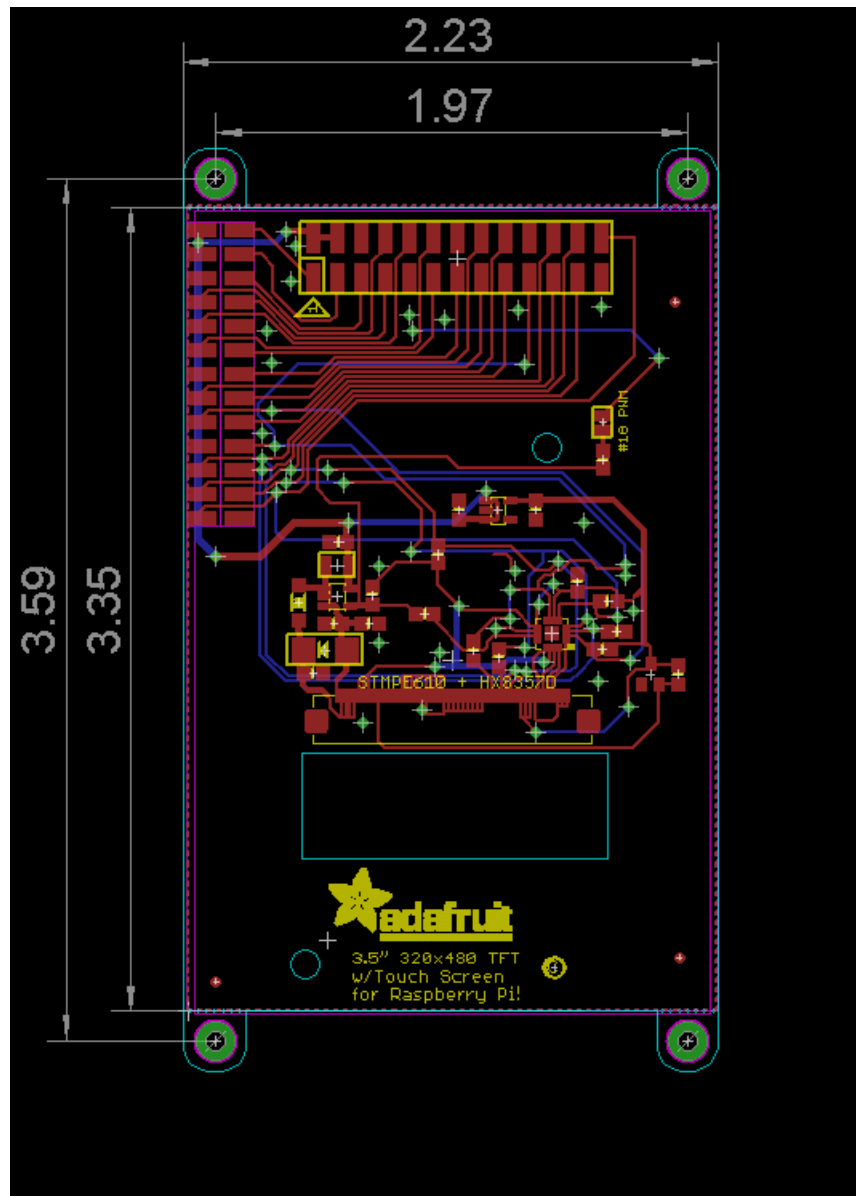 2.23
1.97
#18 PWM
3.59
3.35
STMPE610 + HX8357D
adafruit
3.5" 320x480 TFT
w/Touch Screen
for Raspberry Pi!